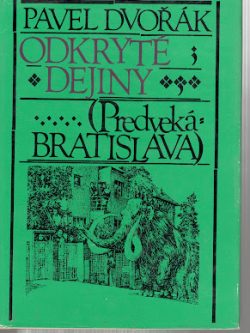 PAVEL DVOŘÁK
ODKRYTÉ ;
DEJINY
(Predveká
BRATISLAVA)